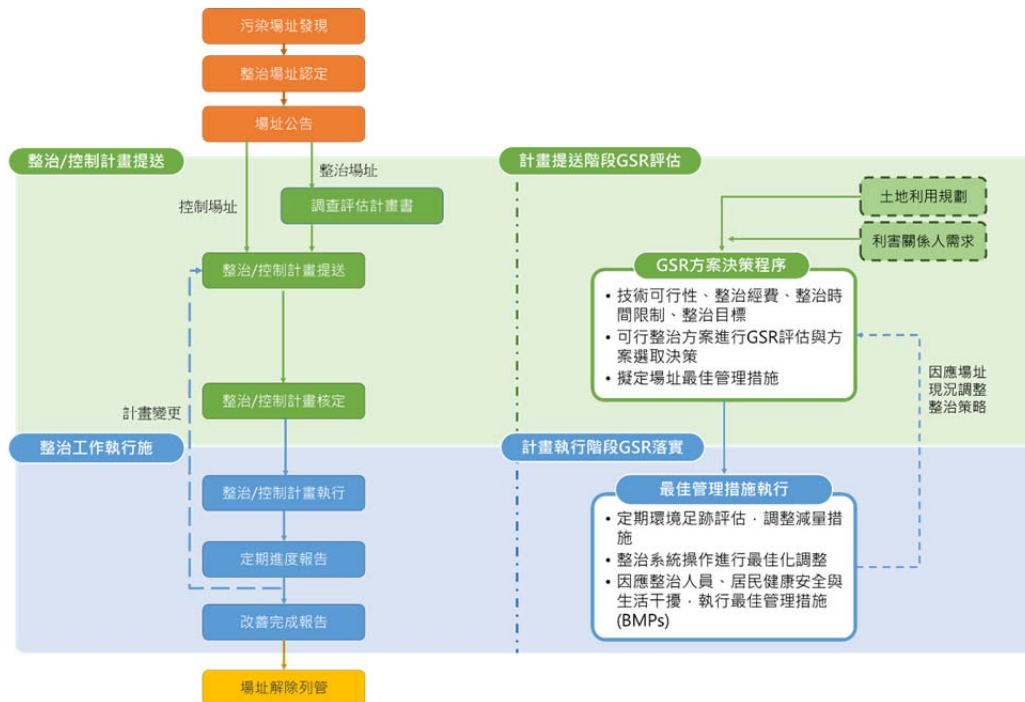 污染場址發現
整治場址認定
場址公告
整治/控制計畫提送
整治場址
控制場址
調查評估計畫書
整治/控制計畫提送
整治/控制計畫核定
計畫變更
整治工作執行施
整治/控制計畫執行
定期進度報告
改善完成報告
場址解除列管
計畫提送階段GSR評估
土地利用規劃
利害關係人需求
GSR方案決策程序
• 技術可行性、整治經費、整治時
間限制、整治目標
• 可行整治方案進行GSR評估與方
案選取決策
• 擬定場址最佳管理措施
因應場址
現況調整
整治策略
計畫執行階段GSR落實
最佳管理措施執行
• 定期環境足跡評估，調整減量措
施
• 整治系統操作進行最佳化調整
• 因應整治人員、居民健康安全與
生活干擾，執行最佳管理措施
(BMPs)